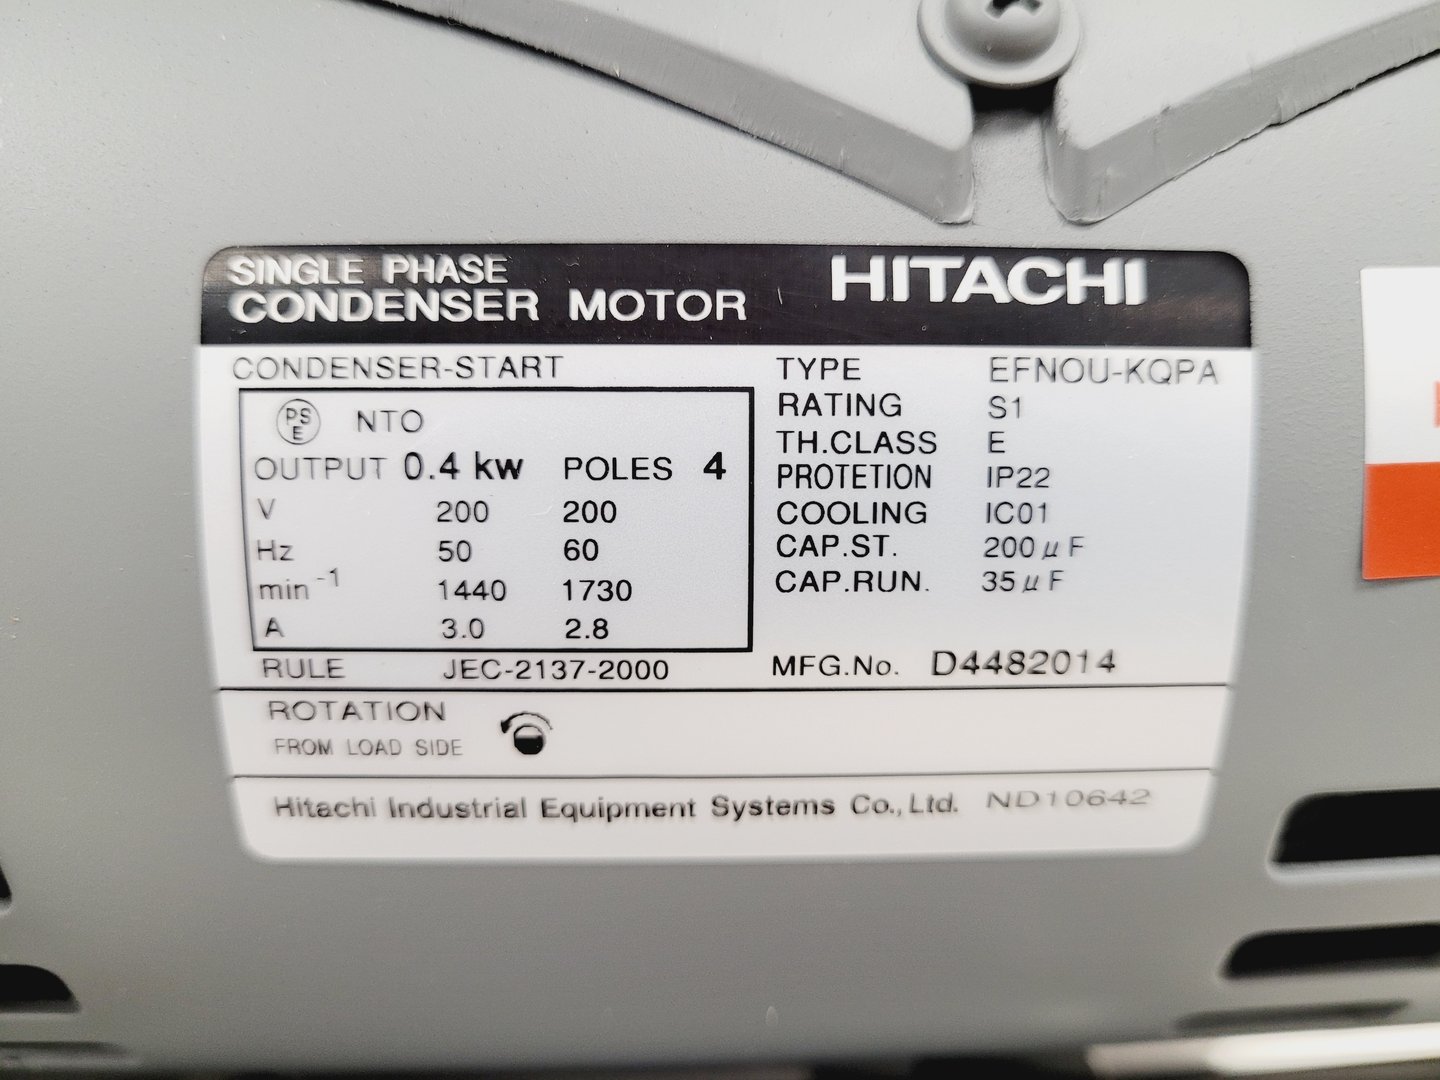 SINGLE PHASE
CONDENSER MOTOR
HITACHI
CONDENSER-START
PSE NTO
OUTPUT 0.4 kw POLES 4
V 200 200
Hz 50 60
min⁻¹ 1440 1730
A 3.0 2.8
RULE JEC-2137-2000
TYPE EFNOU-KQPA
RATING S1
TH.CLASS E
PROTETION IP22
COOLING IC01
CAP.ST. 200μF
CAP.RUN. 35μF
MFG.No. D4482014
ROTATION
FROM LOAD SIDE
Hitachi Industrial Equipment Systems Co., Ltd. ND10642